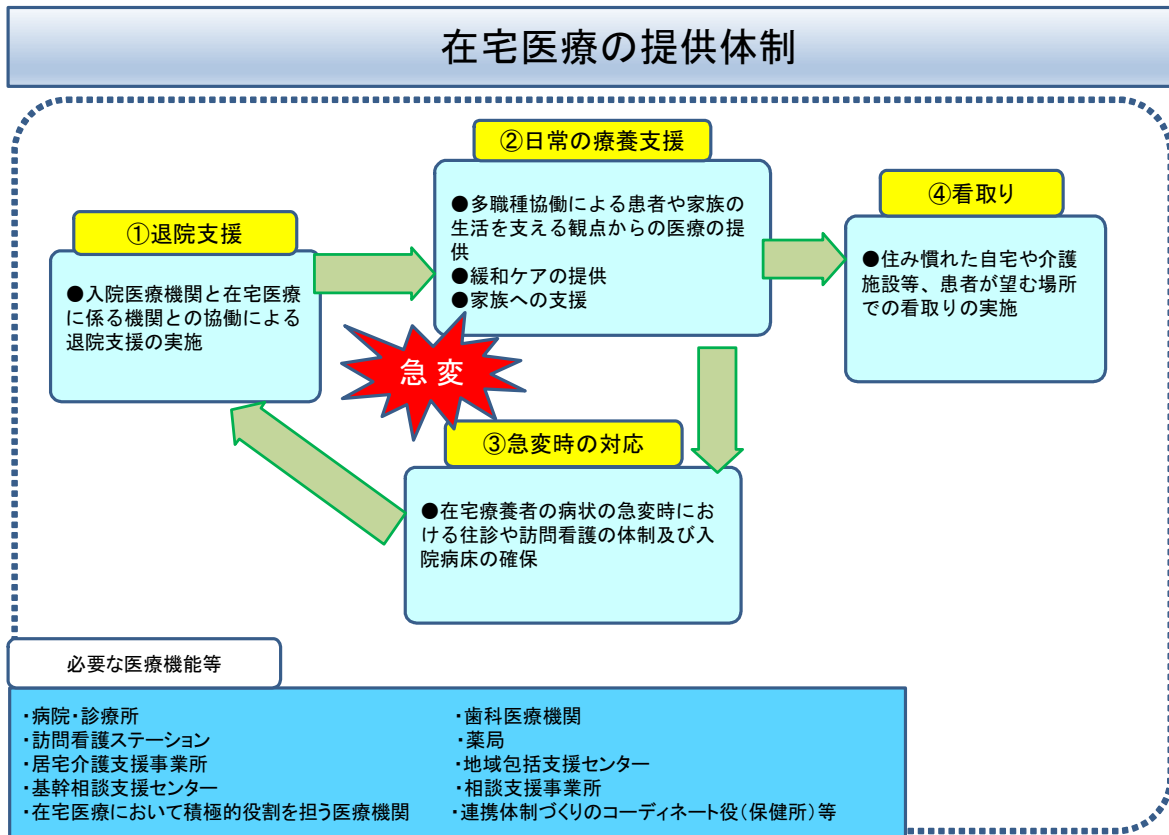 在宅医療の提供体制
①退院支援
●入院医療機関と在宅医療
に係る機関との協働による
退院支援の実施
②日常の療養支援
●多職種協働による患者や家族の
生活を支える観点からの医療の提
供
●緩和ケアの提供
●家族への支援
急変
③急変時の対応
●在宅療養者の病状の急変時にお
ける往診や訪問看護の体制及び入
院病床の確保
④看取り
●住み慣れた自宅や介護
施設等、患者が望む場所
での看取りの実施
必要な医療機能等
・病院・診療所
・訪問看護ステーション
・居宅介護支援事業所
・基幹相談支援センター
・在宅医療において積極的役割を担う医療機関
・歯科医療機関
・薬局
・地域包括支援センター
・相談支援事業所
・連携体制づくりのコーディネート役(保健所)等